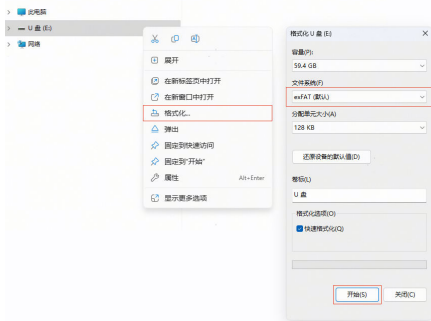 此电脑
U 盘 (E:)
网络
展开
在新标签页中打开
在新窗口中打开
格式化...
弹出
固定到快速访问
固定到"开始"
属性 Alt+Enter
显示更多选项
格式化 U 盘 (E:)
容量(P):
59.4 GB
文件系统(F)
exFAT (默认)
分配单元大小(A)
128 KB
还原设备的默认值(D)
卷标(L)
U 盘
格式化选项(O)
快速格式化(Q)
开始(S) 关闭(C)